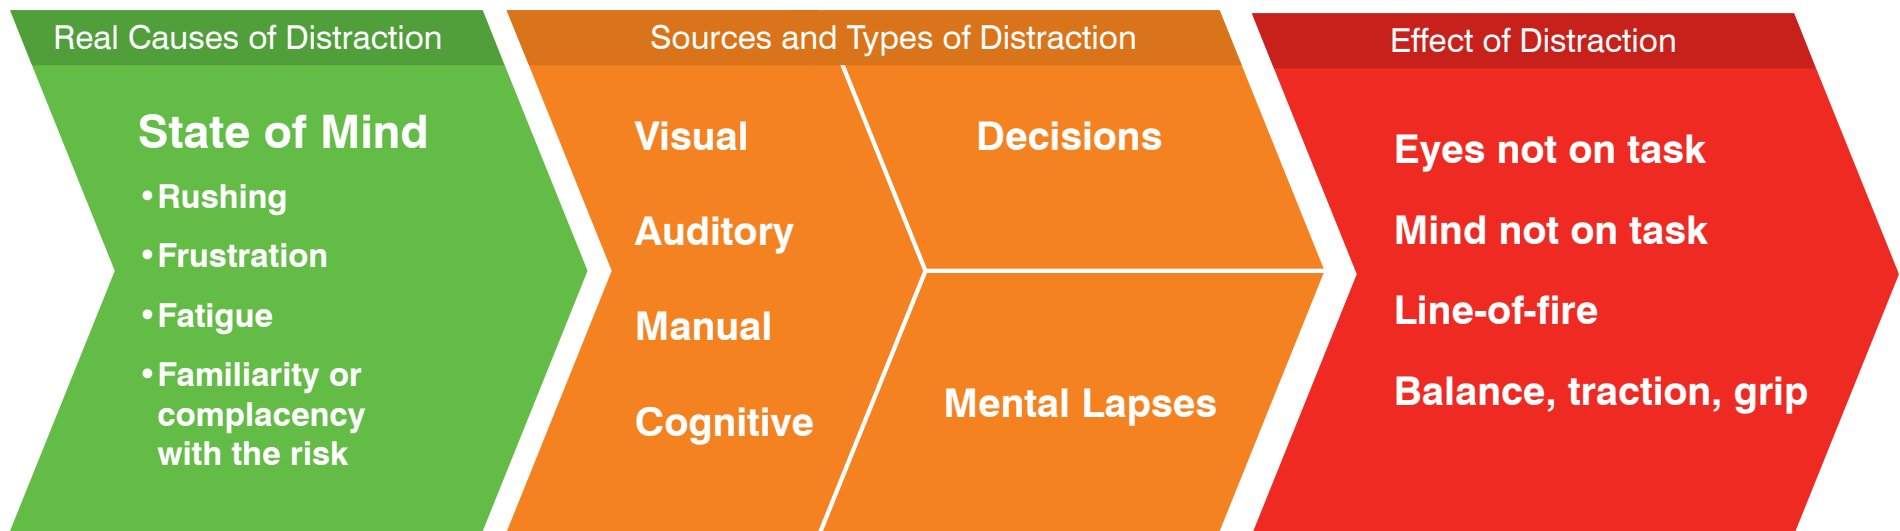 Real Causes of Distraction
State of Mind
•Rushing
•Frustration
•Fatigue
•Familiarity or
complacency
with the risk
Sources and Types of Distraction
Visual
Auditory
Manual
Cognitive
Decisions
Mental Lapses
Effect of Distraction
Eyes not on task
Mind not on task
Line-of-fire
Balance, traction, grip